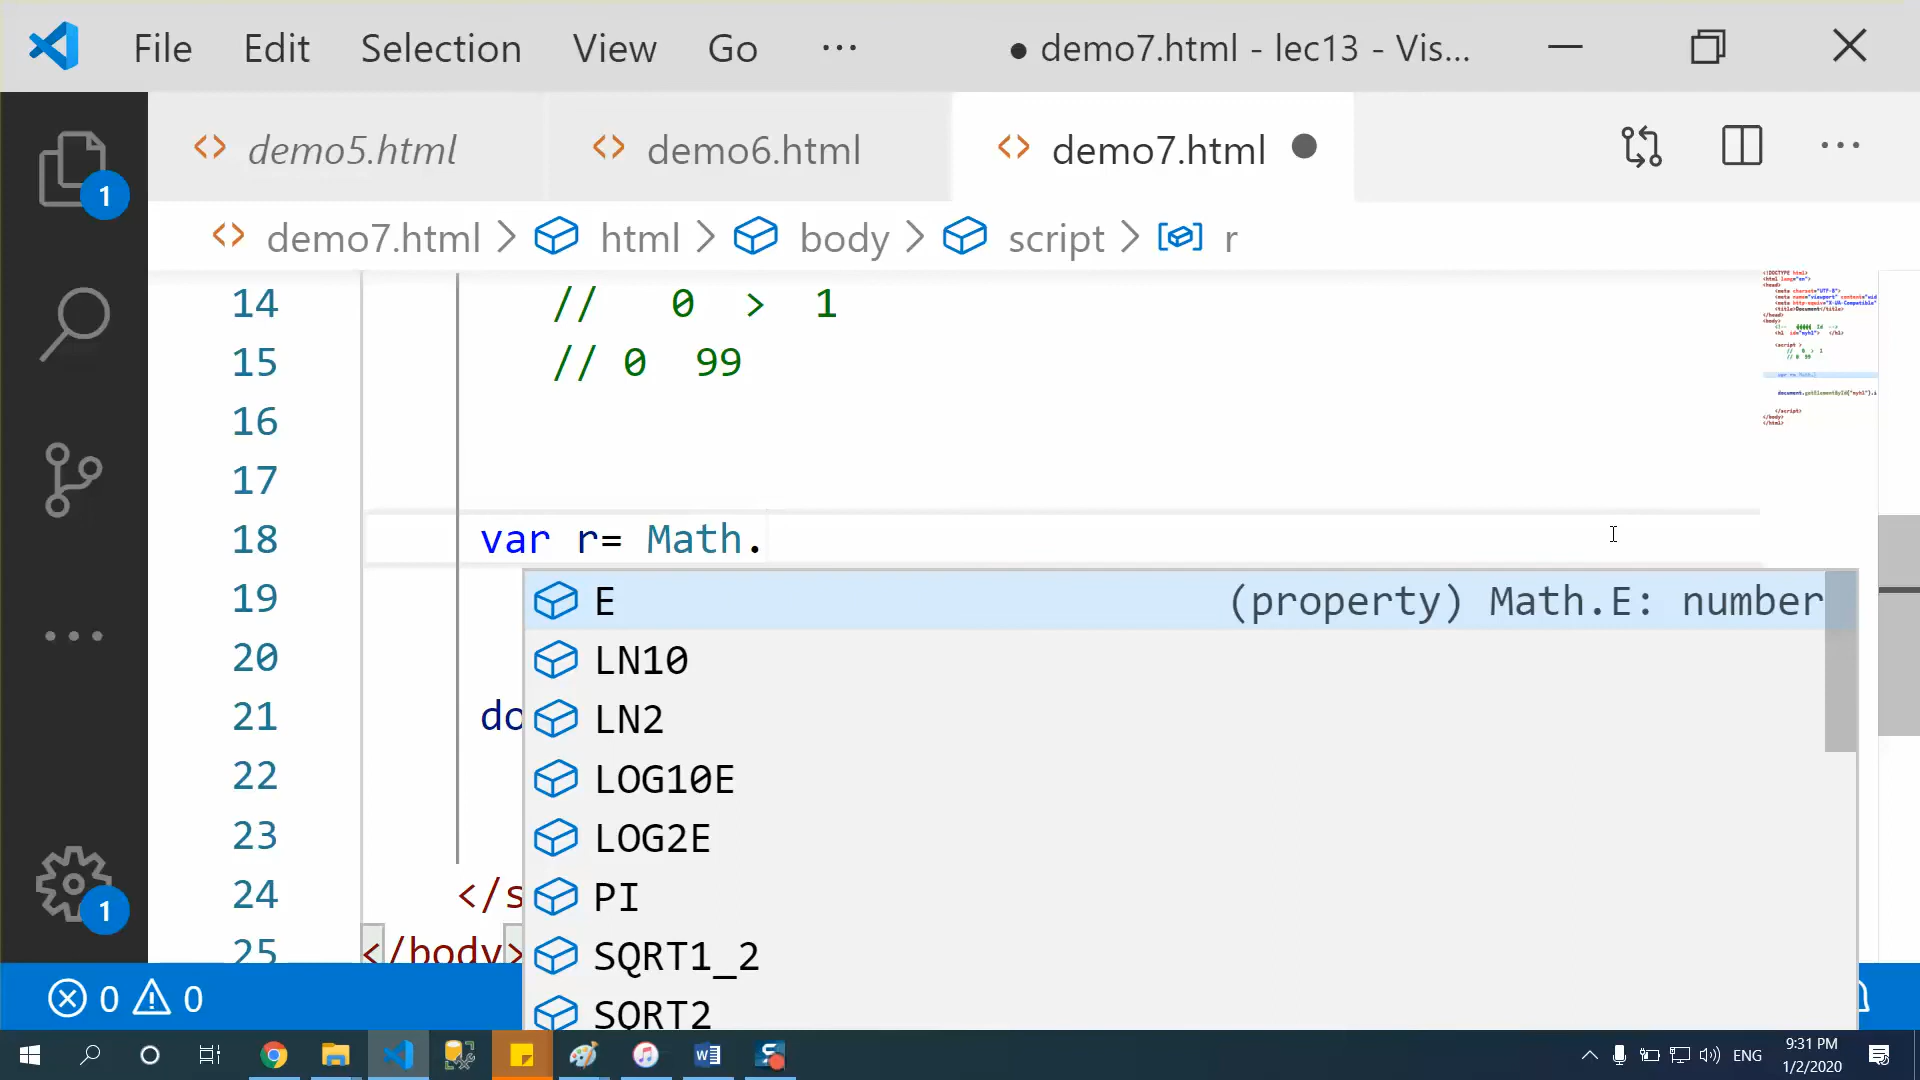 File Edit Selection View Go ··· ● demo7.html - lec13 - Vis...
demo5.html demo6.html demo7.html
demo7.html > html > body > script > r
14 // 0 > 1
15 // 0 99
16
17
18 var r= Math.
E (property) Math.E: number
19
LN10
20
LN2
21 do
LOG10E
22
LOG2E
23
PI
24 </s
SQRT1_2
25 </body>
SQRT2
1
1
0 0
ENG
9:31 PM
1/2/2020